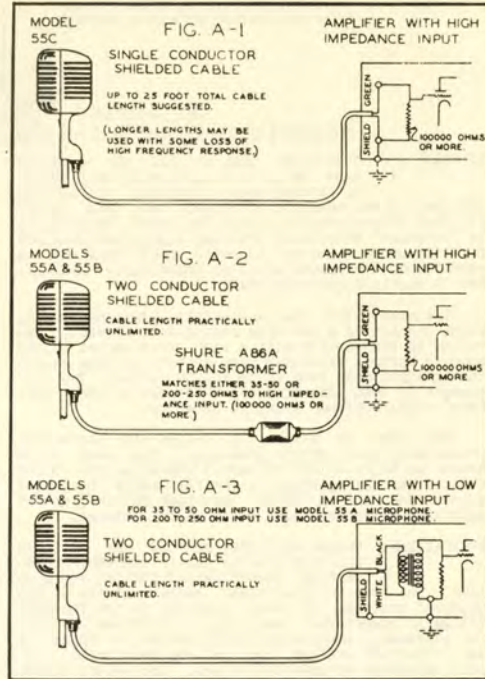 MODEL
55C
FIG. A-1
SINGLE CONDUCTOR
SHIELDED CABLE
UP TO 25 FOOT TOTAL CABLE
LENGTH SUGGESTED.
(LONGER LENGTHS MAY BE
USED WITH SOME LOSS OF
HIGH FREQUENCY RESPONSE.)
AMPLIFIER WITH HIGH
IMPEDANCE INPUT
GREEN
SHIELD
100000 OHMS
OR MORE.
MODELS
55A & 55B
FIG. A-2
TWO CONDUCTOR
SHIELDED CABLE
CABLE LENGTH PRACTICALLY
UNLIMITED.
SHURE A86A
TRANSFORMER
MATCHES EITHER 35-50 OR
200-250 OHMS TO HIGH IMPED-
ANCE INPUT. (100000 OHMS OR
MORE.)
AMPLIFIER WITH HIGH
IMPEDANCE INPUT
GREEN
SHIELD
100000 OHMS
OR MORE
MODELS
55A & 55B
FIG. A-3
AMPLIFIER WITH LOW
IMPEDANCE INPUT
FOR 35 TO 50 OHM INPUT USE MODEL 55A MICROPHONE.
FOR 200 TO 250 OHM INPUT USE MODEL 55B MICROPHONE.
TWO CONDUCTOR
SHIELDED CABLE
CABLE LENGTH PRACTICALLY
UNLIMITED.
BLACK
WHITE
SHIELD